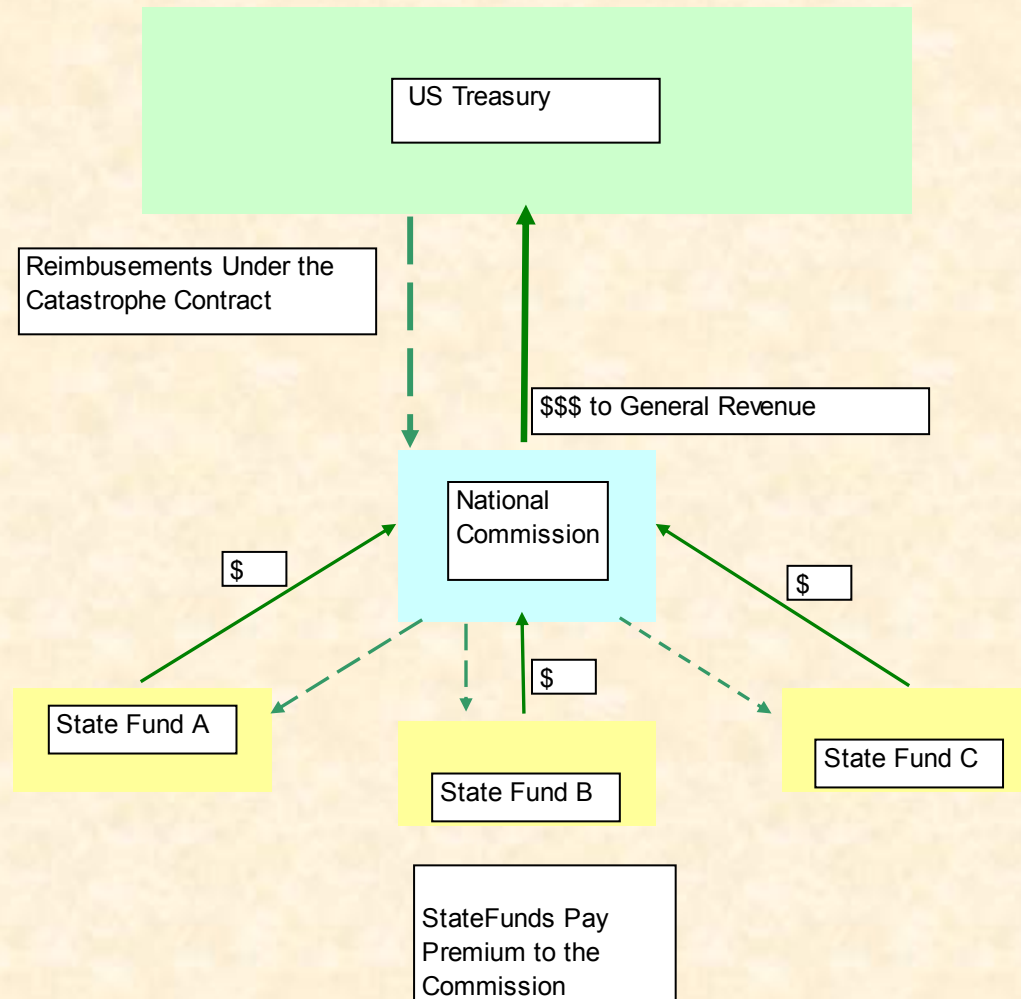 US Treasury
Reimbusements Under the
Catastrophe Contract
$$$ to General Revenue
National
Commission
$
$
$
State Fund A
State Fund B
State Fund C
StateFunds Pay
Premium to the
Commission